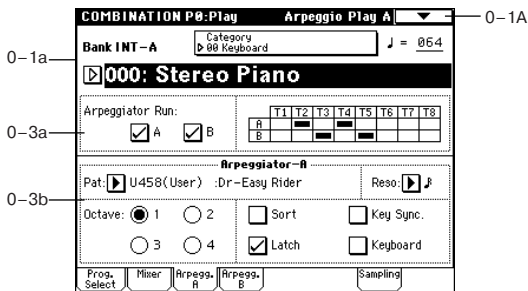 COMBINATION P0:Play Arpeggio Play A
0-1A
Category
Bank INT-A
00 Keyboard
♩ = 064
0-1a
000: Stereo Piano
Arpeggiator Run:
T1 T2 T3 T4 T5 T6 T7 T8
A
B
A B
0-3a
Arpeggiator-A
Pat: U458(User) :Dr-Easy Rider Reso:
0-3b
Octave: 1 2 Sort Key Sync.
3 4 Latch Keyboard
Prog. Select Mixer Arpegg. A Arpegg. B Sampling